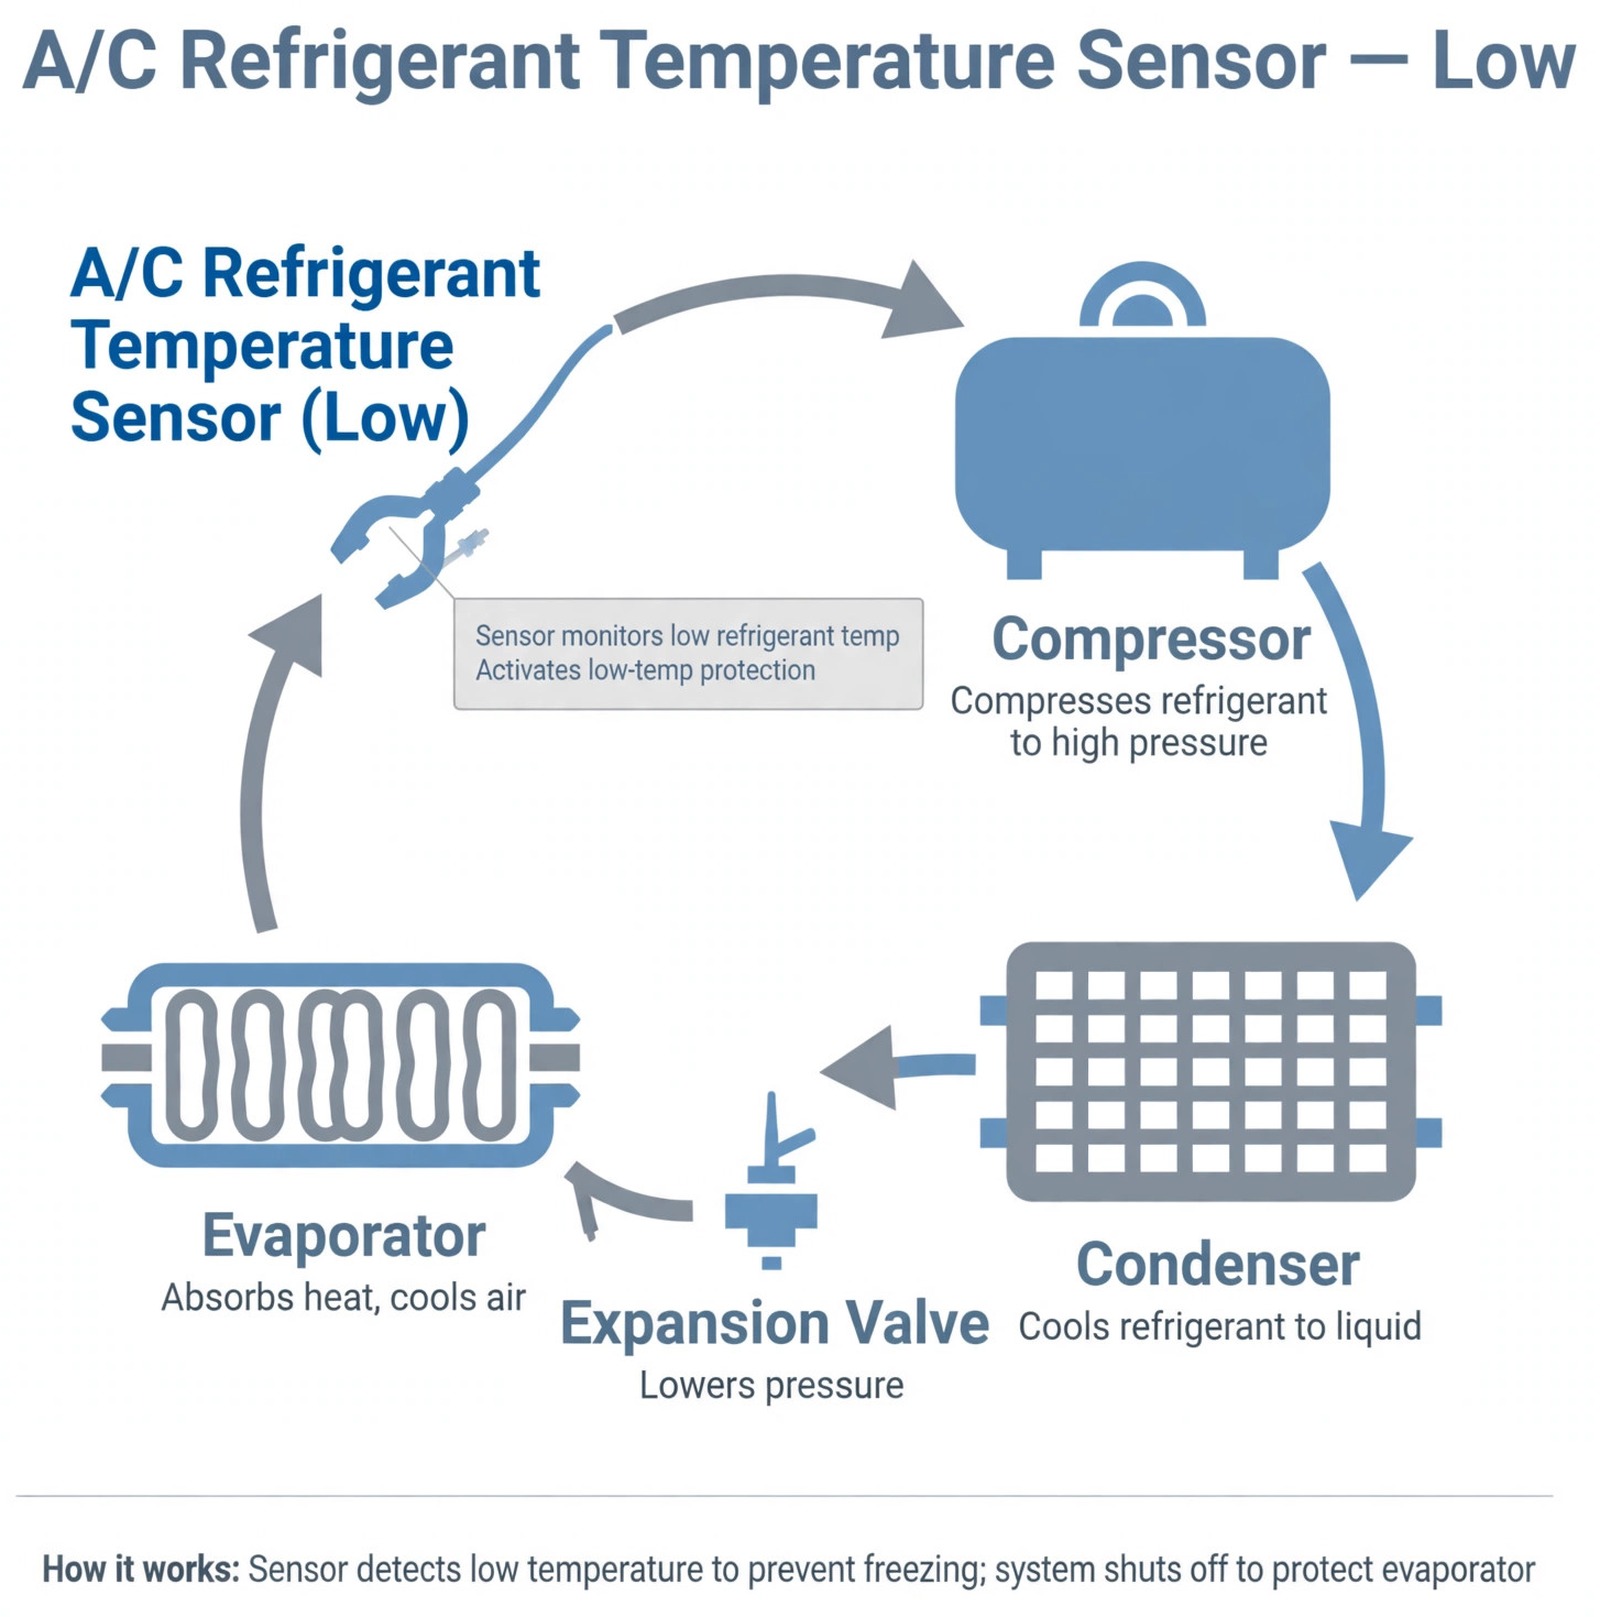 A/C Refrigerant Temperature Sensor — Low
A/C Refrigerant
Temperature
Sensor (Low)
Sensor monitors low refrigerant temp
Activates low-temp protection
Compressor
Compresses refrigerant
to high pressure
Evaporator
Absorbs heat, cools air
Expansion Valve
Lowers pressure
Condenser
Cools refrigerant to liquid
How it works: Sensor detects low temperature to prevent freezing; system shuts off to protect evaporator